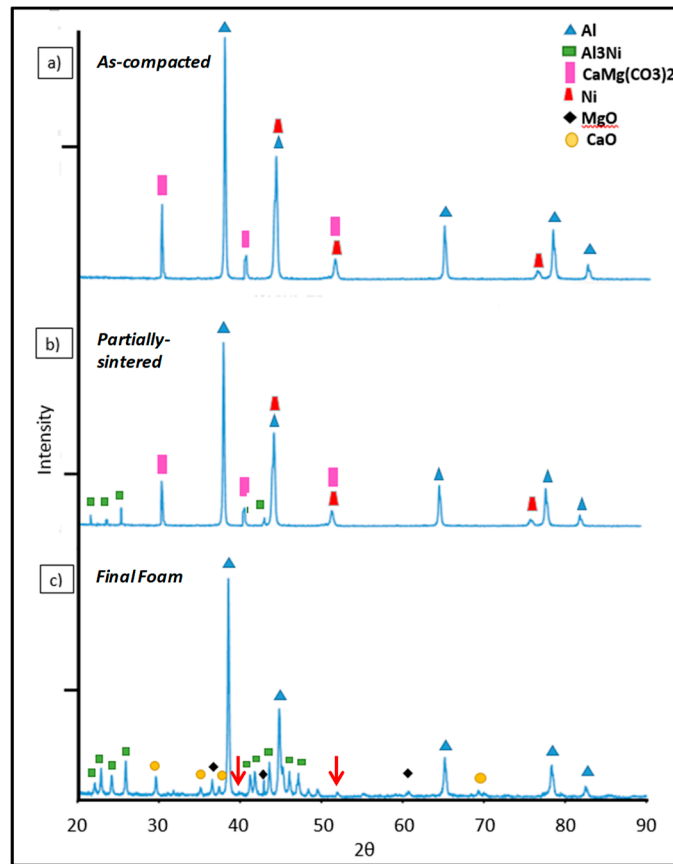 a)
As-compacted
Al
Al3Ni
CaMg(CO3)2
Ni
MgO
CaO
b)
Partially-
sintered
Intensity
c)
Final Foam
20 30 40 50 60 70 80 90
2θ